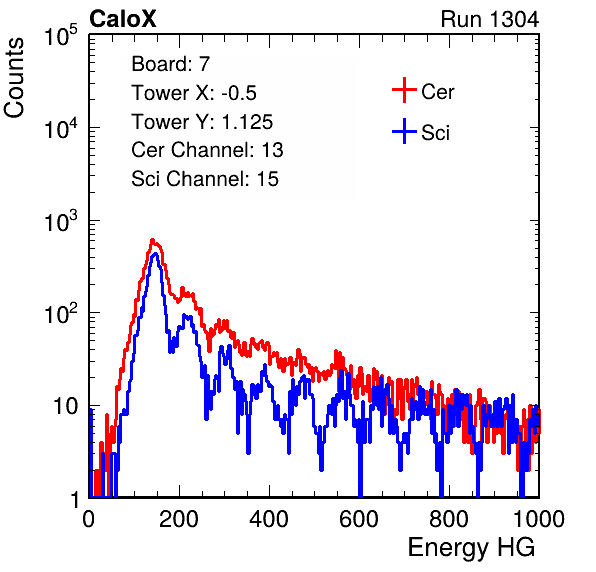 CaloX Run 1304
Counts
10^5
10^4
10^3
10^2
10
1
Board: 7
Tower X: -0.5
Tower Y: 1.125
Cer Channel: 13
Sci Channel: 15
Cer
Sci
0 200 400 600 800 1000
Energy HG